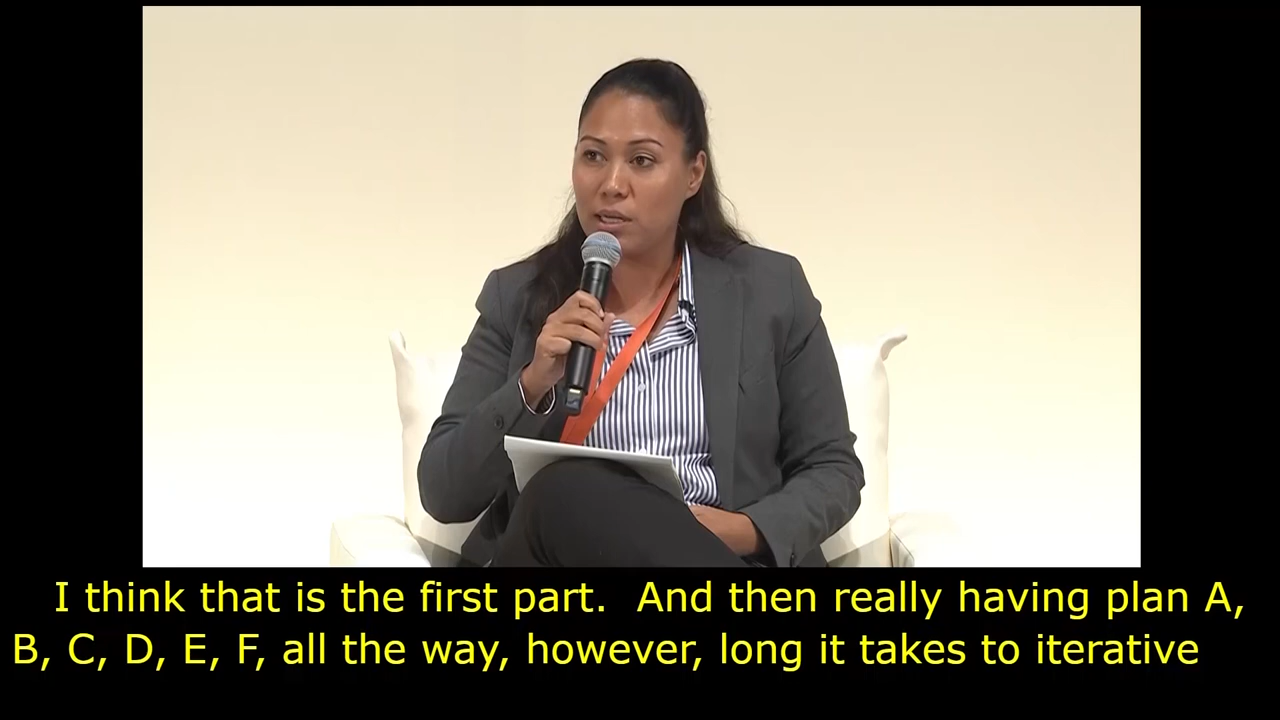 I think that is the first part.  And then really having plan A,
B, C, D, E, F, all the way, however, long it takes to iterative